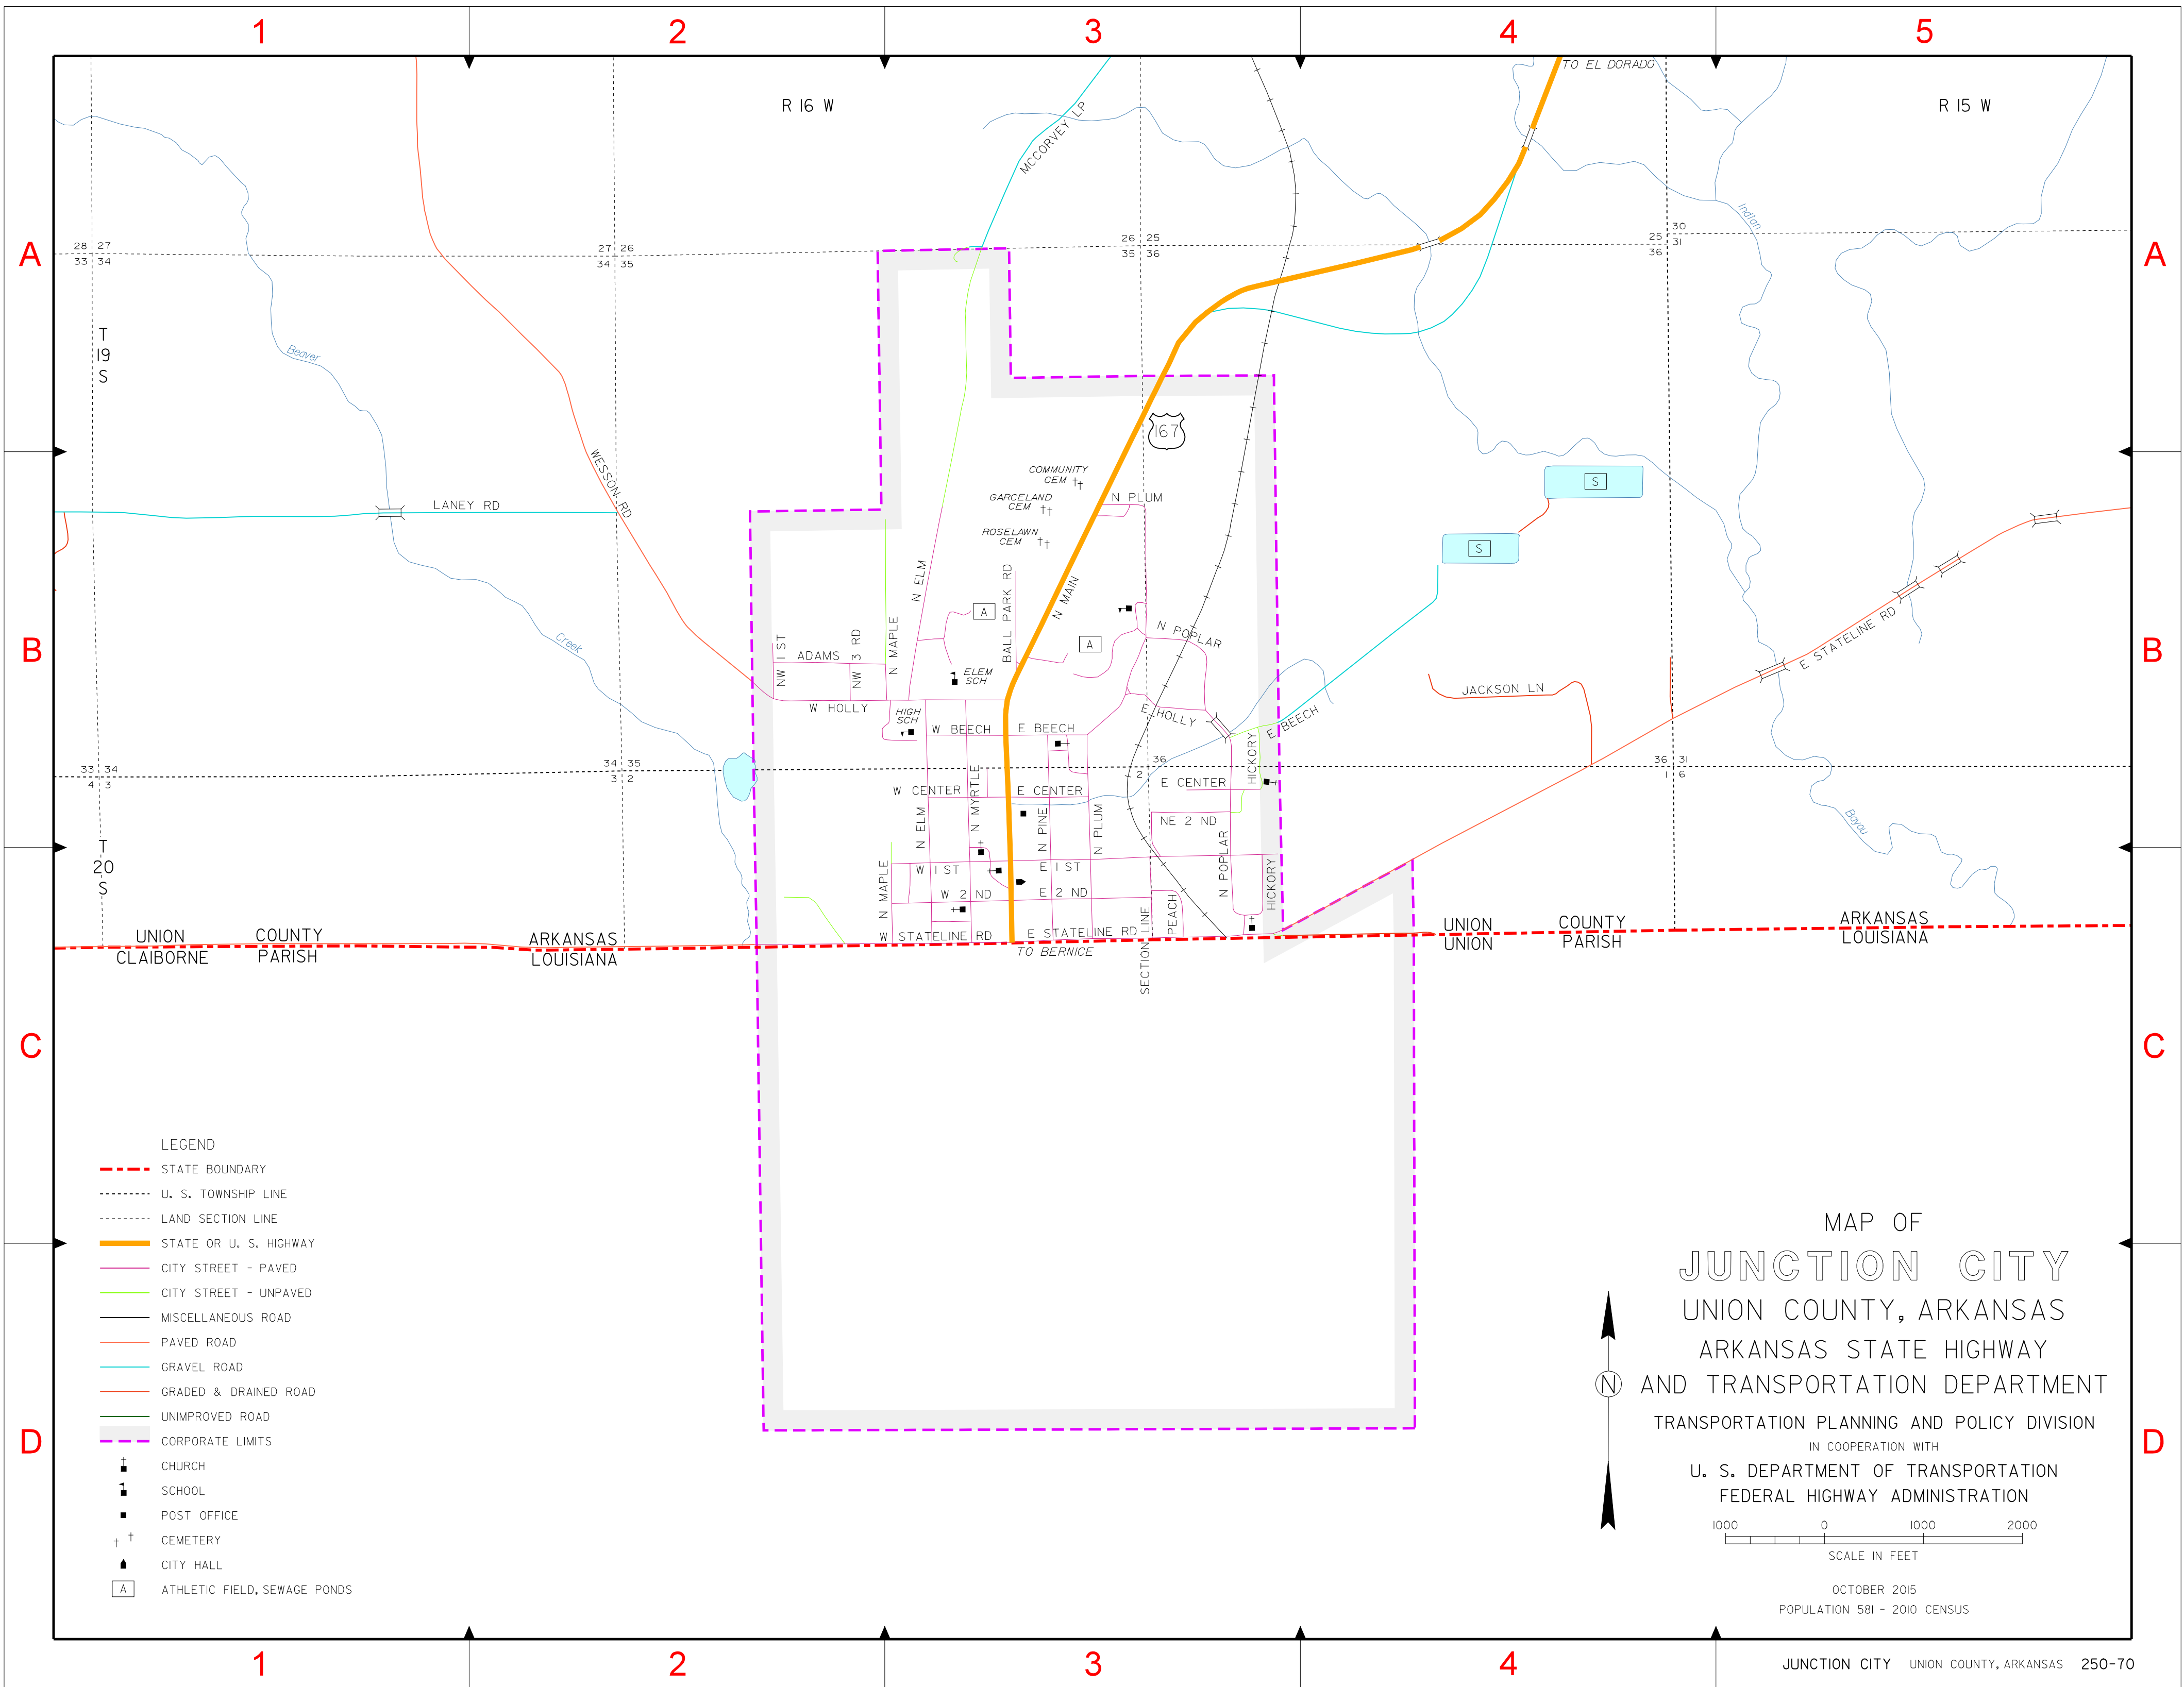 1 2 3 4 5
TO EL DORADO
R 16 W
R 15 W
MCCORVEY LP
Indian
A
A
28 27
33 34
27 26
34 35
26 25
35 36
25 30
36 31
T
19
S
Beaver
167
WESSON RD
LANEY RD
COMMUNITY
CEM
GARCELAND
CEM
N PLUM
ROSELAWN
CEM
S
S
N ELM
BALL PARK RD
N MAIN
A
A
N POPLAR
E STATELINE RD
Creek
B
B
NW 1 ST
ADAMS
NW 3 RD
N MAPLE
ELEM
SCH
JACKSON LN
W HOLLY
HIGH
SCH
E HOLLY
W BEECH
E BEECH
E BEECH
HICKORY
33 34
4 3
34 35
3 2
36
2
36 31
1 6
W CENTER
N MYRTLE
E CENTER
E CENTER
N ELM
N PINE
N PLUM
NE 2 ND
N POPLAR
Bayou
T
20
S
N MAPLE
W 1 ST
E 1 ST
HICKORY
W 2 ND
E 2 ND
PEACH
SECTION LINE
W STATELINE RD
E STATELINE RD
TO BERNICE
UNION COUNTY ARKANSAS
CLAIBORNE PARISH LOUISIANA
UNION COUNTY ARKANSAS
UNION PARISH LOUISIANA
C
C
LEGEND
STATE BOUNDARY
U. S. TOWNSHIP LINE
LAND SECTION LINE
STATE OR U. S. HIGHWAY
CITY STREET - PAVED
CITY STREET - UNPAVED
MISCELLANEOUS ROAD
PAVED ROAD
GRAVEL ROAD
GRADED & DRAINED ROAD
UNIMPROVED ROAD
CORPORATE LIMITS
CHURCH
SCHOOL
POST OFFICE
CEMETERY
CITY HALL
A ATHLETIC FIELD, SEWAGE PONDS
D
D
MAP OF
JUNCTION CITY
UNION COUNTY, ARKANSAS
ARKANSAS STATE HIGHWAY
N AND TRANSPORTATION DEPARTMENT
TRANSPORTATION PLANNING AND POLICY DIVISION
IN COOPERATION WITH
U. S. DEPARTMENT OF TRANSPORTATION
FEDERAL HIGHWAY ADMINISTRATION
1000 0 1000 2000
SCALE IN FEET
OCTOBER 2015
POPULATION 581 - 2010 CENSUS
1 2 3 4
JUNCTION CITY UNION COUNTY, ARKANSAS 250-70